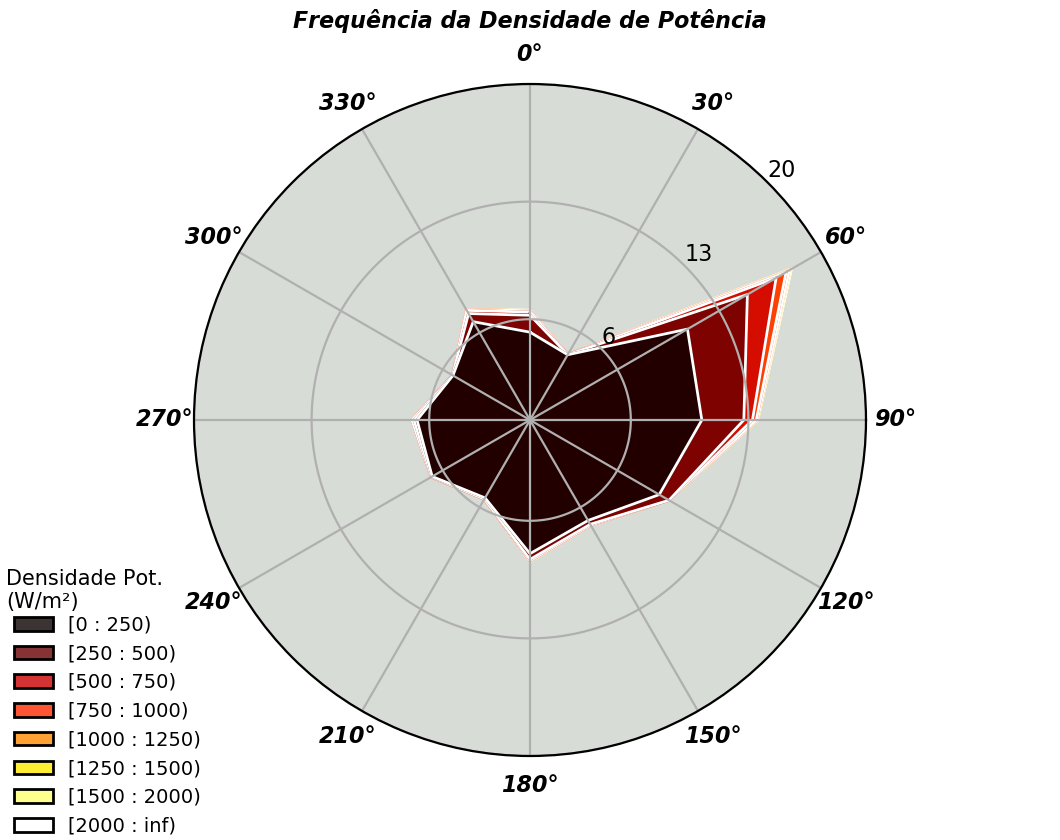 Frequência da Densidade de Potência
0°
330°
30°
20
300°
60°
13
6
270°
90°
240°
120°
210°
150°
180°
Densidade Pot.
(W/m²)
[0 : 250)
[250 : 500)
[500 : 750)
[750 : 1000)
[1000 : 1250)
[1250 : 1500)
[1500 : 2000)
[2000 : inf)